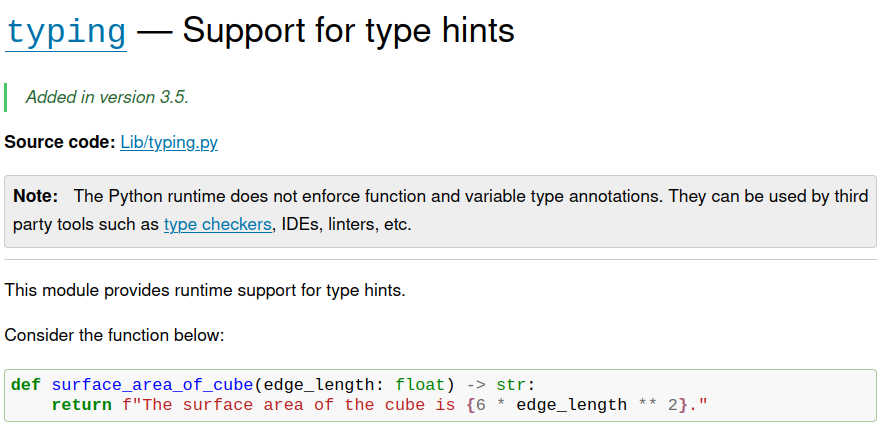 typing — Support for type hints
Added in version 3.5.
Source code: Lib/typing.py
Note: The Python runtime does not enforce function and variable type annotations. They can be used by third
party tools such as type checkers, IDEs, linters, etc.
This module provides runtime support for type hints.
Consider the function below:
def surface_area_of_cube(edge_length: float) -> str:
    return f"The surface area of the cube is {6 * edge_length ** 2}."